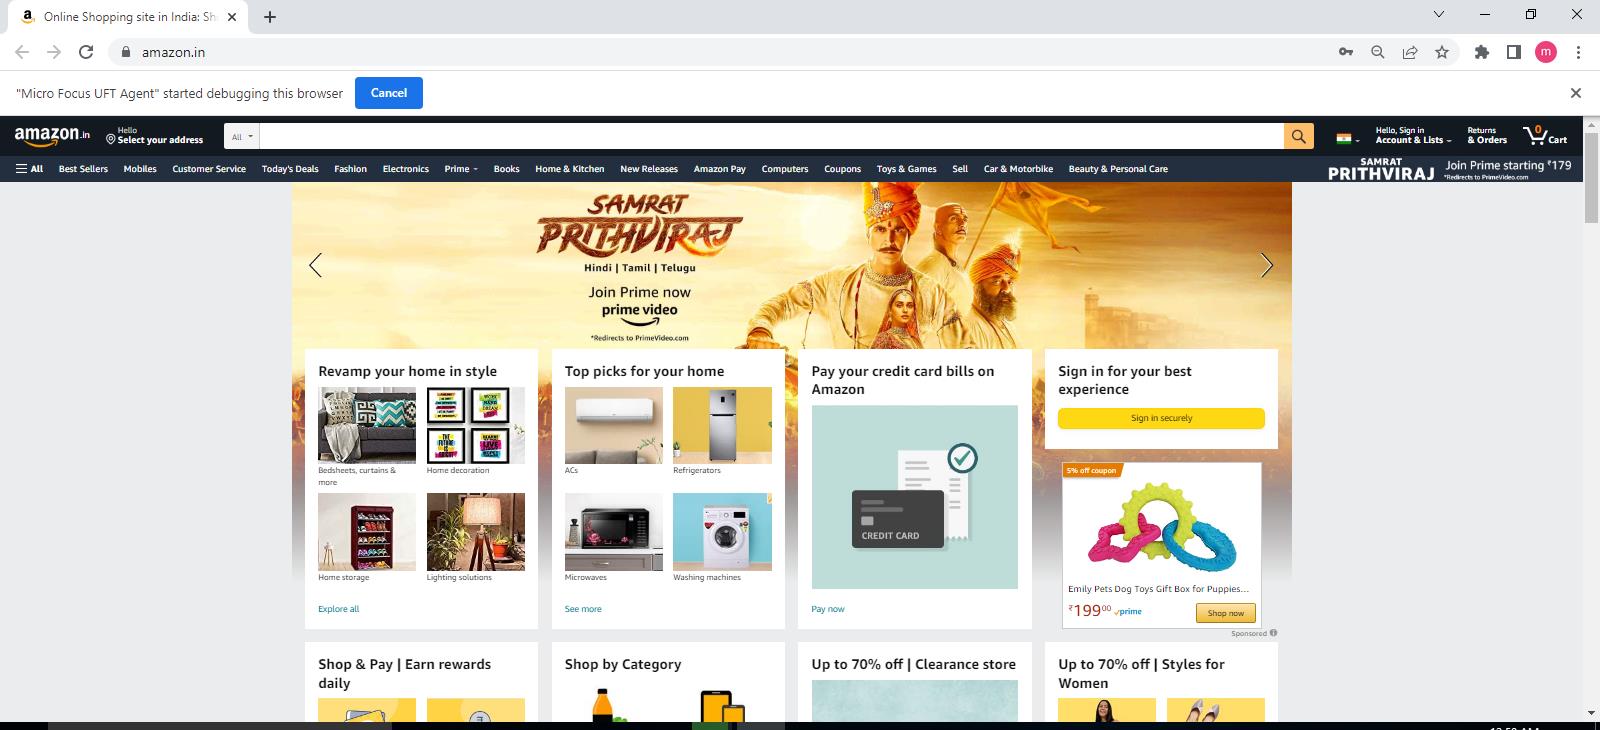 Online Shopping site in India: Sh
amazon.in
m
"Micro Focus UFT Agent" started debugging this browser
Cancel
amazon.in
Hello
Select your address
All
Hello, Sign in
Account & Lists
Returns
& Orders
0
Cart
All
Best Sellers
Mobiles
Customer Service
Today's Deals
Fashion
Electronics
Prime
Books
Home & Kitchen
New Releases
Amazon Pay
Computers
Coupons
Toys & Games
Sell
Car & Motorbike
Beauty & Personal Care
SAMRAT
PRITHVIRAJ
Join Prime starting ₹179
*Redirects to PrimeVideo.com
SAMRAT
PRITHVIRAJ
Hindi | Tamil | Telugu
Join Prime now
prime video
*Redirects to PrimeVideo.com
Revamp your home in style
Bedsheets, curtains &
more
Home decoration
Home storage
Lighting solutions
Explore all
Top picks for your home
ACs
Refrigerators
Microwaves
Washing machines
See more
Pay your credit card bills on
Amazon
CREDIT CARD
Pay now
Sign in for your best
experience
Sign in securely
5% off coupon
Emily Pets Dog Toys Gift Box for Puppies...
₹19900 prime
Shop now
Sponsored
Shop & Pay | Earn rewards
daily
Shop by Category
Up to 70% off | Clearance store
Up to 70% off | Styles for
Women